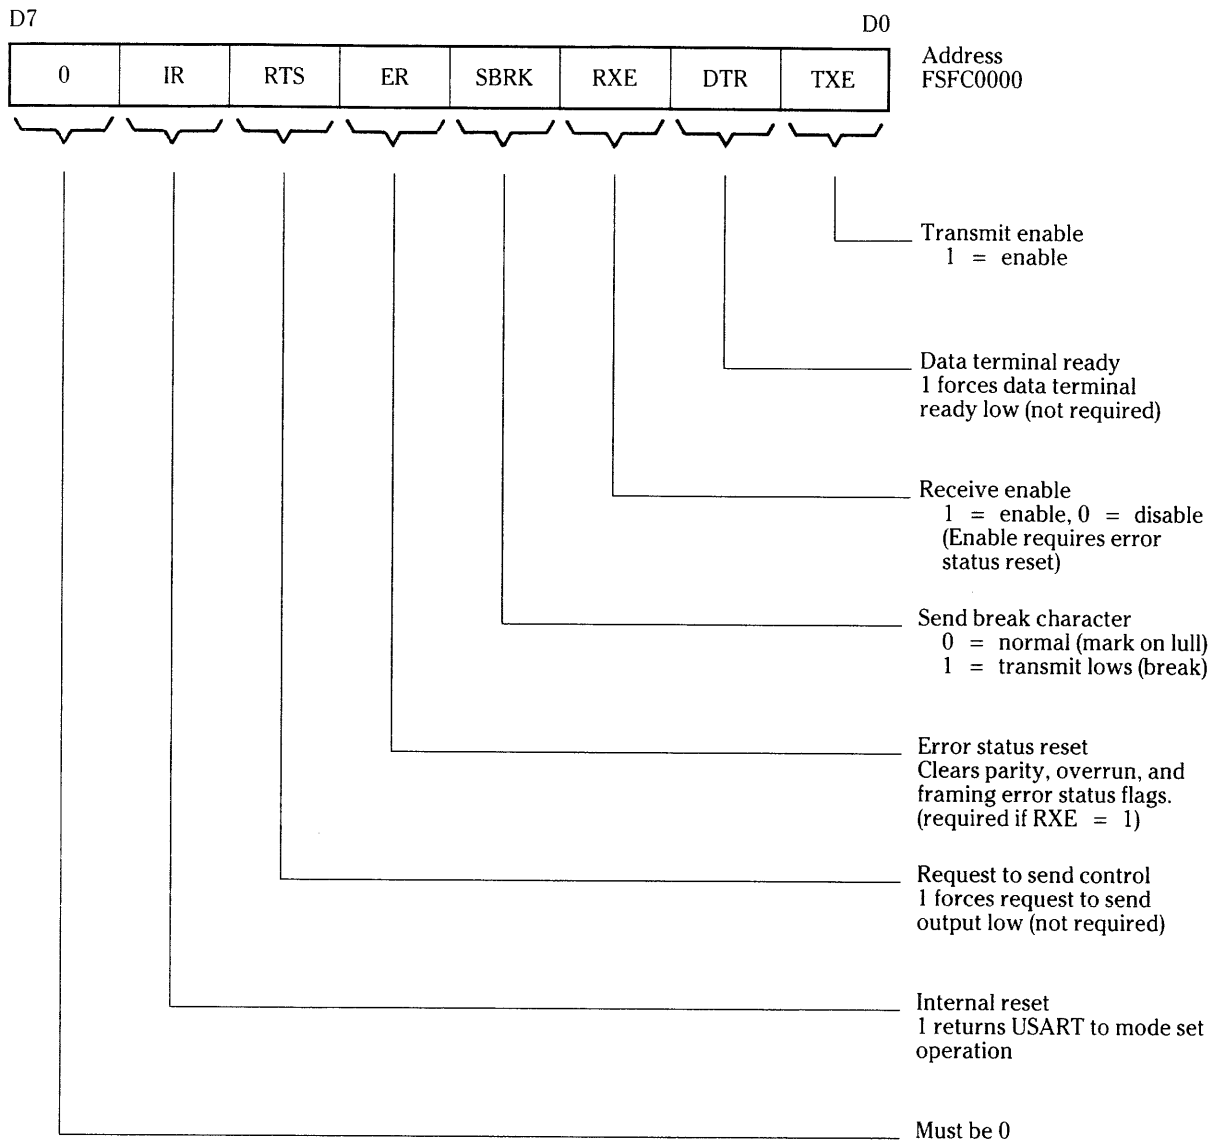 D7 D0
0 IR RTS ER SBRK RXE DTR TXE
Address
FSFC0000
Transmit enable
1 = enable
Data terminal ready
1 forces data terminal
ready low (not required)
Receive enable
1 = enable, 0 = disable
(Enable requires error
status reset)
Send break character
0 = normal (mark on lull)
1 = transmit lows (break)
Error status reset
Clears parity, overrun, and
framing error status flags.
(required if RXE = 1)
Request to send control
1 forces request to send
output low (not required)
Internal reset
1 returns USART to mode set
operation
Must be 0